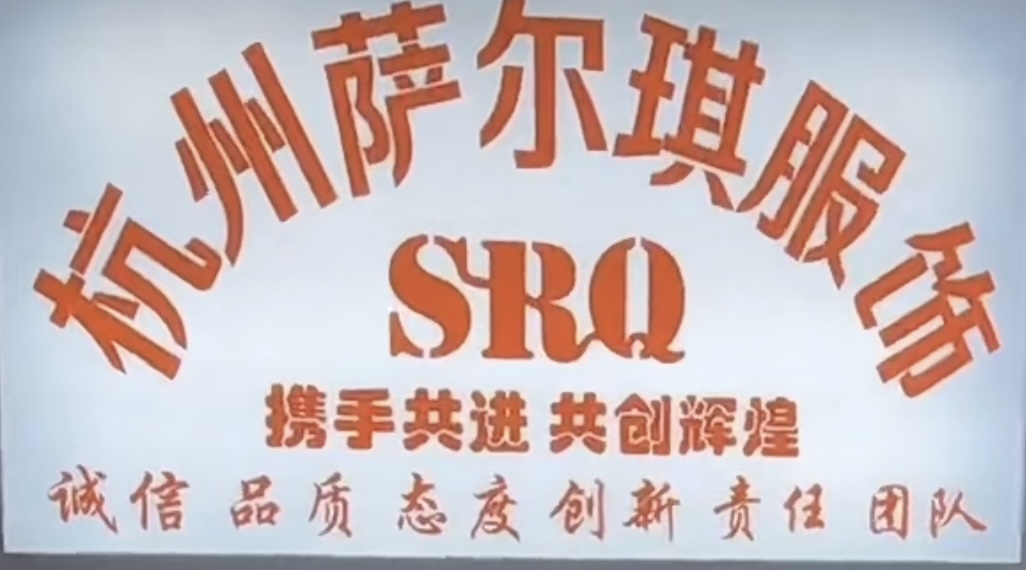 杭州萨尔琪服饰
SRQ
携手共进 共创辉煌
诚信 品质 态度 创新 责任 团队